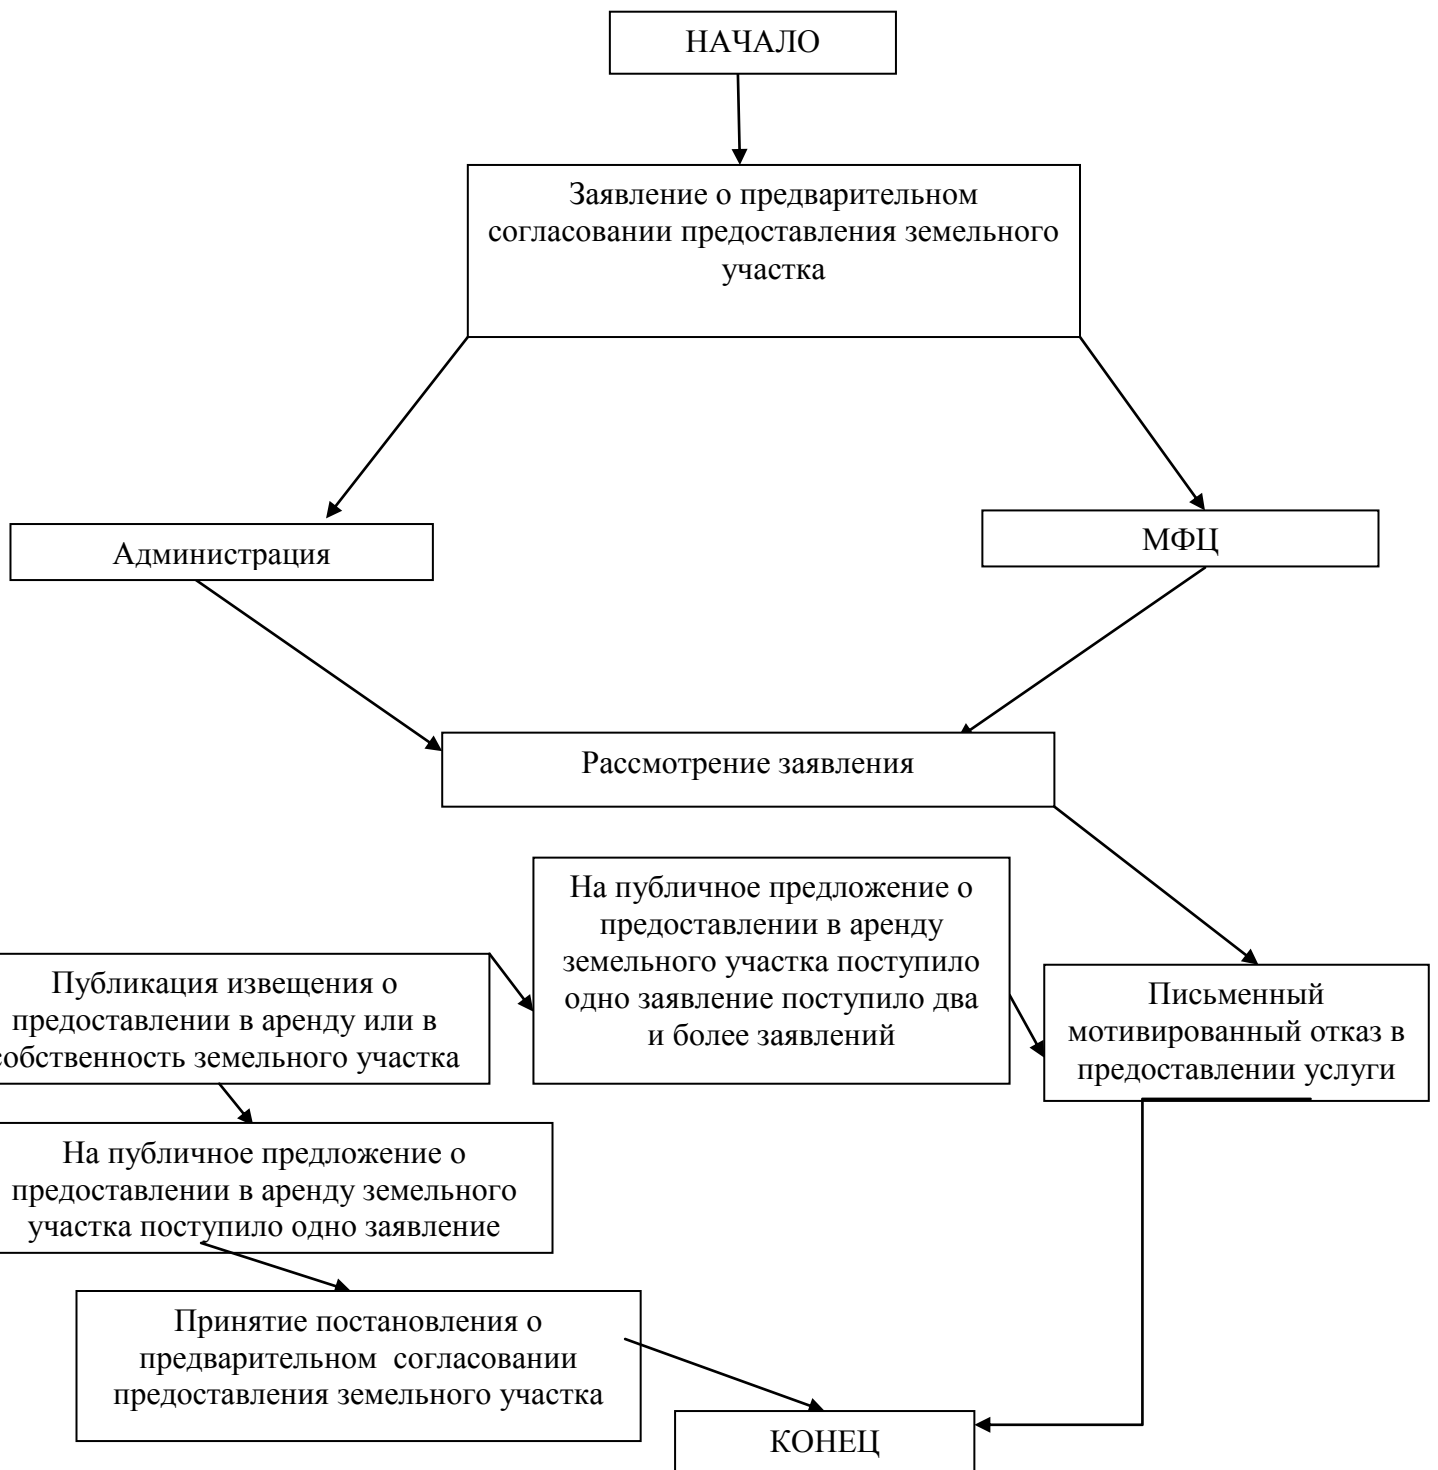 НАЧАЛО
Заявление о предварительном
согласовании предоставления земельного
участка
Администрация
МФЦ
Рассмотрение заявления
На публичное предложение о
предоставлении в аренду
земельного участка поступило
одно заявление поступило два
и более заявлений
Публикация извещения о
предоставлении в аренду или в
собственность земельного участка
Письменный
мотивированный отказ в
предоставлении услуги
На публичное предложение о
предоставлении в аренду земельного
участка поступило одно заявление
Принятие постановления о
предварительном согласовании
предоставления земельного участка
КОНЕЦ